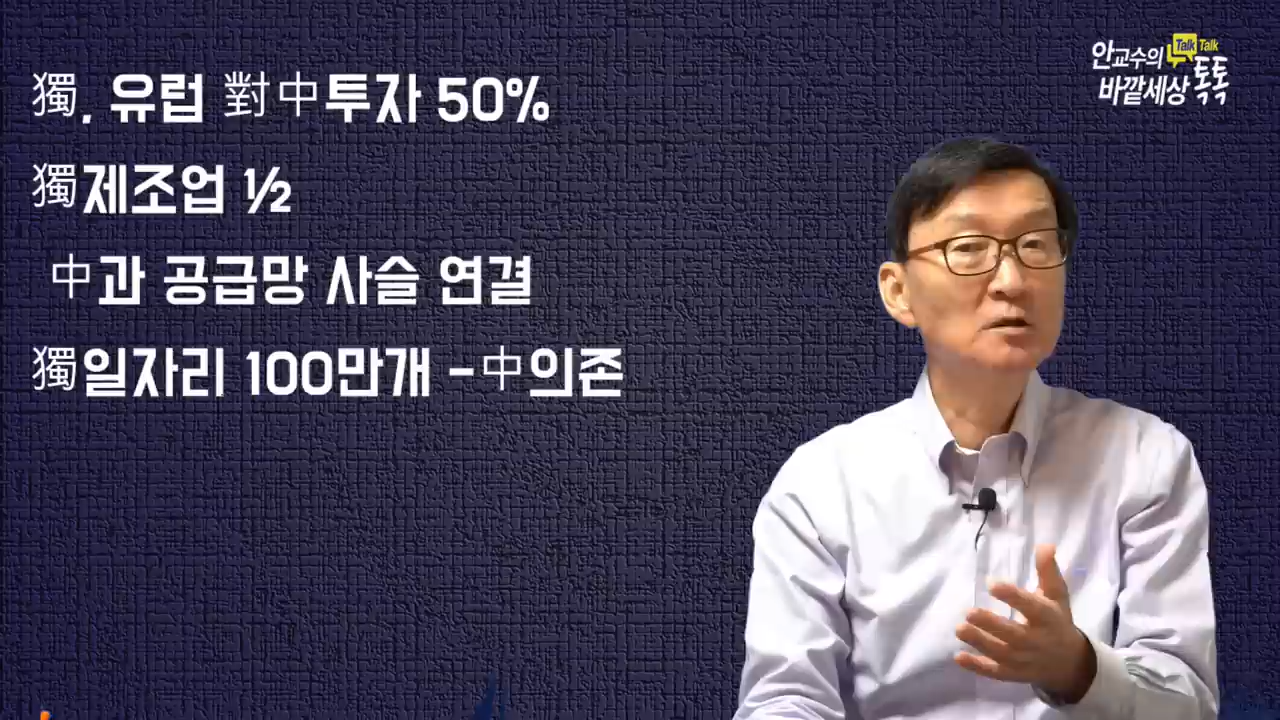 獨. 유럽 對中투자 50%
獨제조업 ½
中과 공급망 사슬 연결
獨일자리 100만개 -中의존
안교수의 Talk Talk
바깥세상 톡톡